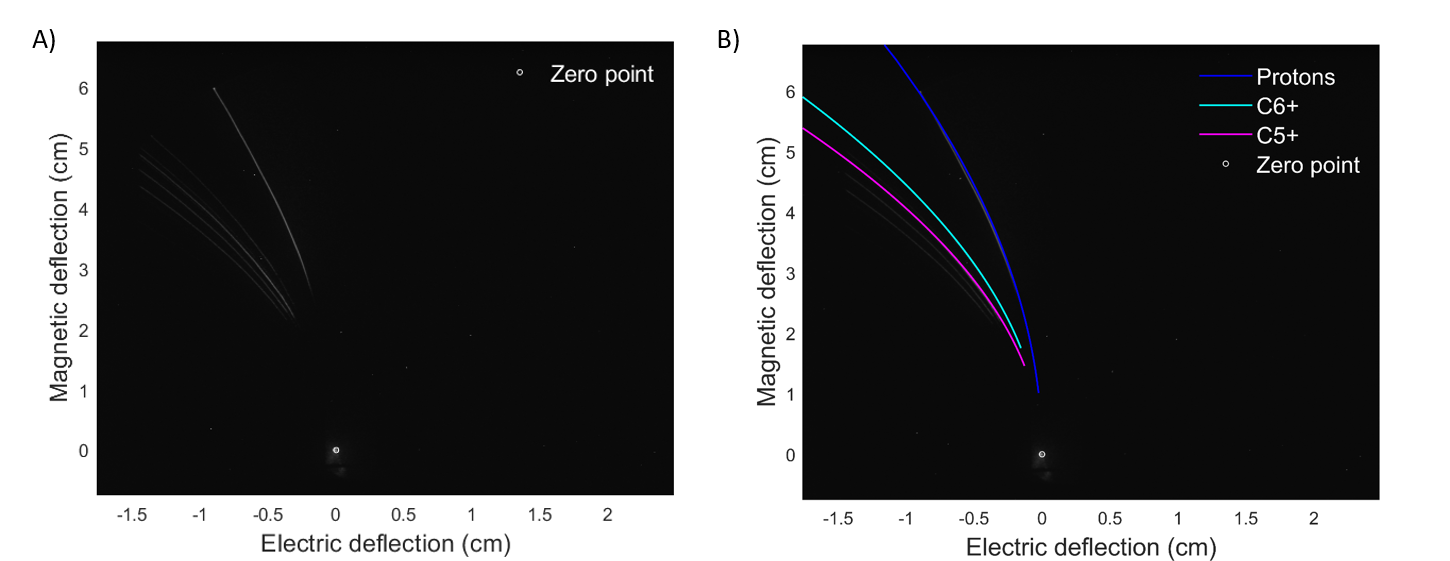 A)
Zero point
6
5
4
3
2
1
0
Magnetic deflection (cm)
-1.5 -1 -0.5 0 0.5 1 1.5 2
Electric deflection (cm)
B)
Protons
C6+
C5+
Zero point
6
5
4
3
2
1
0
Magnetic deflection (cm)
-1.5 -1 -0.5 0 0.5 1 1.5 2
Electric deflection (cm)